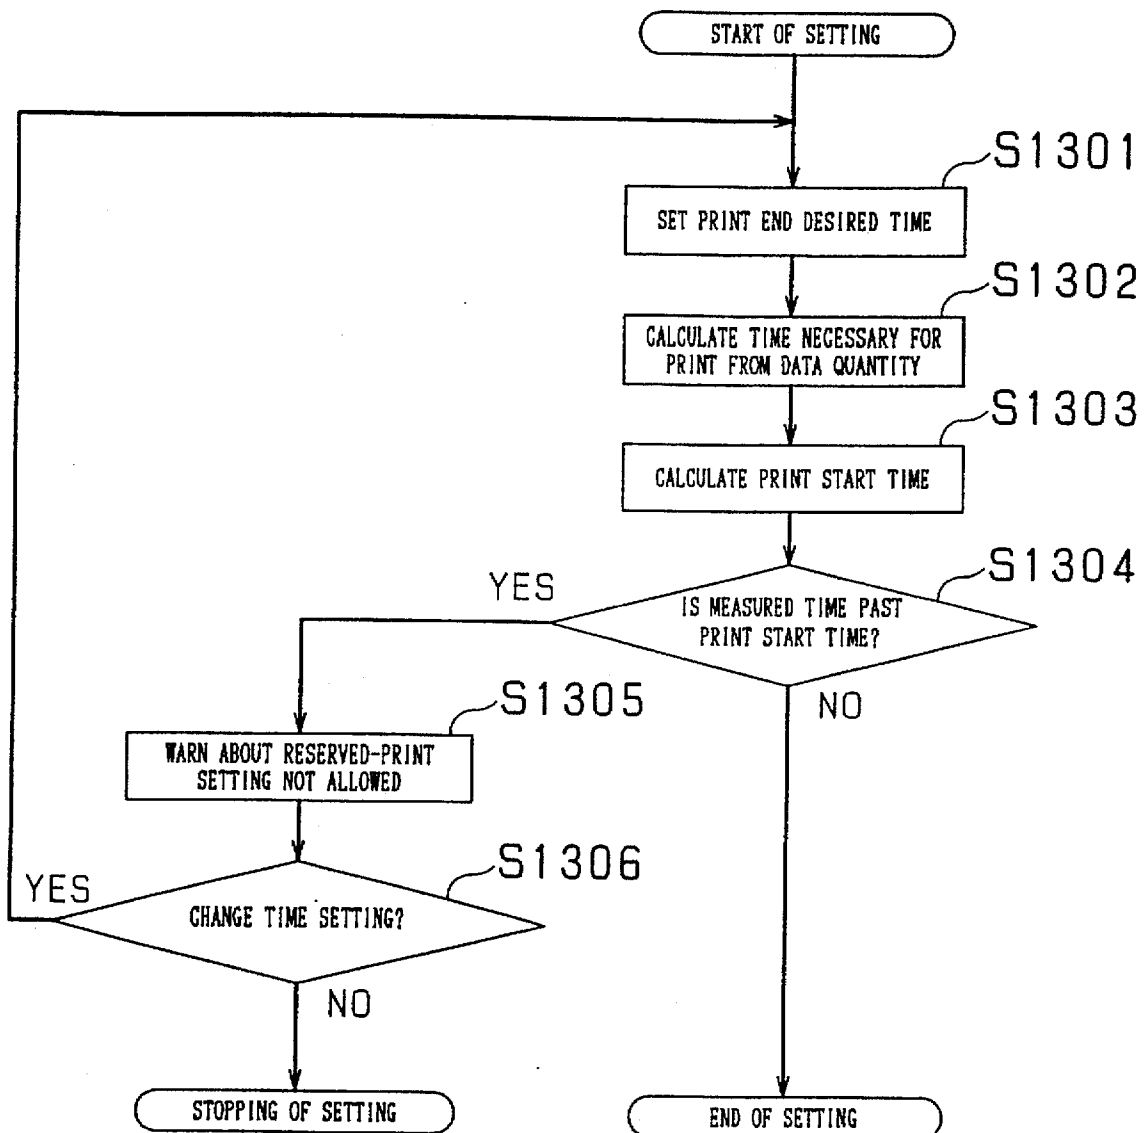 START OF SETTING
S1301
SET PRINT END DESIRED TIME
S1302
CALCULATE TIME NECESSARY FOR
PRINT FROM DATA QUANTITY
S1303
CALCULATE PRINT START TIME
S1304
YES
IS MEASURED TIME PAST
PRINT START TIME?
NO
S1305
WARN ABOUT RESERVED-PRINT
SETTING NOT ALLOWED
S1306
YES
CHANGE TIME SETTING?
NO
STOPPING OF SETTING
END OF SETTING